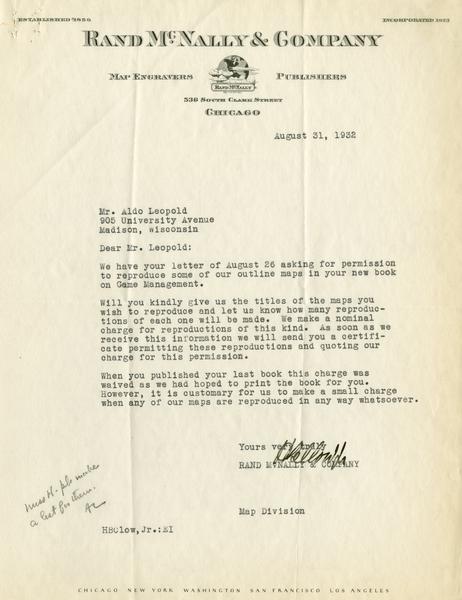 ESTABLISHED 1856
INCORPORATED 1873
RAND MCNALLY & COMPANY
MAP ENGRAVERS PUBLISHERS
RAND MCNALLY
536 SOUTH CLARK STREET
CHICAGO
August 31, 1932
Mr. Aldo Leopold
905 University Avenue
Madison, Wisconsin
Dear Mr. Leopold:
We have your letter of August 26 asking for permission
to reproduce some of our outline maps in your new book
on Game Management.
Will you kindly give us the titles of the maps you
wish to reproduce and let us know how many reproduc-
tions of each one will be made. We make a nominal
charge for reproductions of this kind. As soon as we
receive this information we will send you a certifi-
cate permitting these reproductions and quoting our
charge for this permission.
When you published your last book this charge was
waived as we had hoped to print the book for you.
However, it is customary for us to make a small charge
when any of our maps are reproduced in any way whatsoever.
Yours very truly,
RAND McNALLY & COMPANY
Miss H. pls make
a list for them.
AL
Map Division
HBClow,Jr.:EI
CHICAGO NEW YORK WASHINGTON SAN FRANCISCO LOS ANGELES